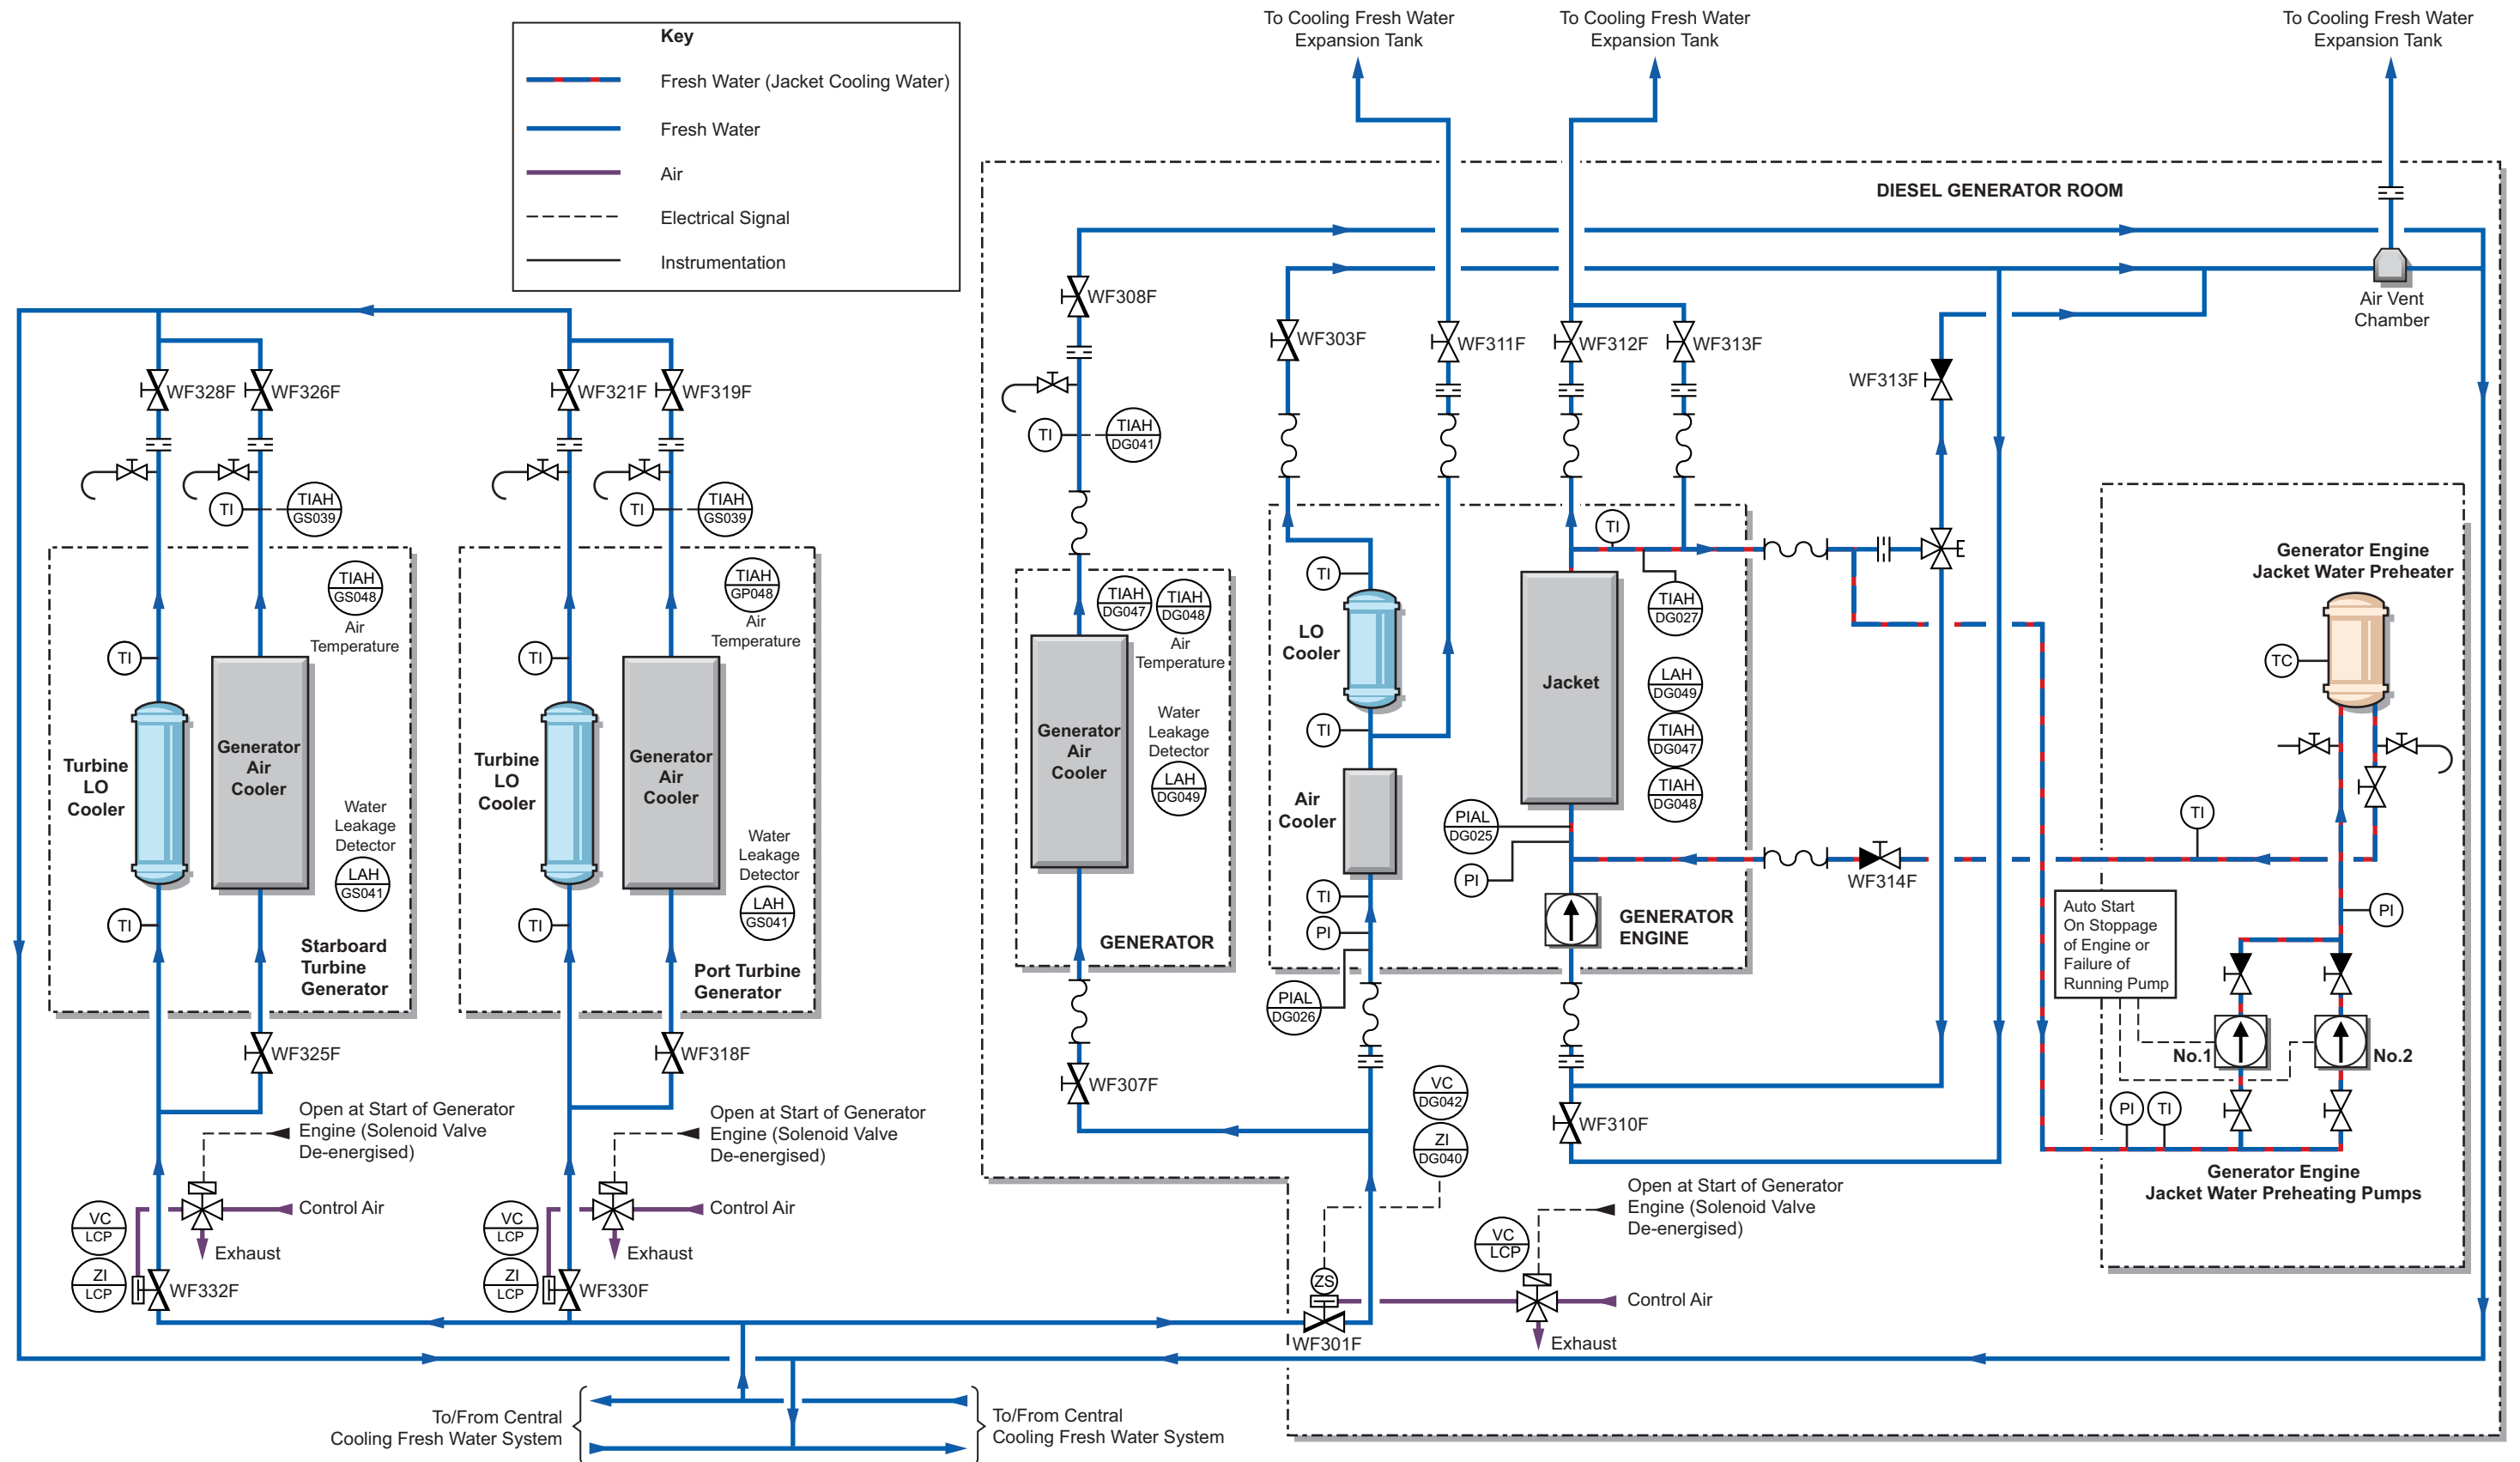 To Cooling Fresh Water
Expansion Tank
To Cooling Fresh Water
Expansion Tank
To Cooling Fresh Water
Expansion Tank
Key
Fresh Water (Jacket Cooling Water)
Fresh Water
Air
Electrical Signal
Instrumentation
DIESEL GENERATOR ROOM
Air Vent
Chamber
WF308F
WF303F
WF311F
WF312F
WF313F
WF313F
WF328F
WF326F
WF321F
WF319F
TI
TIAH
DG041
TI
TIAH
GS039
TI
TIAH
GS039
TIAH
GS048
Air
Temperature
TIAH
GP048
Air
Temperature
TI
TI
Turbine
LO
Cooler
Generator
Air
Cooler
Water
Leakage
Detector
LAH
GS041
TI
Starboard
Turbine
Generator
Turbine
LO
Cooler
Generator
Air
Cooler
Water
Leakage
Detector
LAH
GS041
TI
Port Turbine
Generator
TIAH
DG047
TIAH
DG048
Air
Temperature
Generator
Air
Cooler
Water
Leakage
Detector
LAH
DG049
GENERATOR
TI
LO
Cooler
TI
Air
Cooler
TI
PI
PIAL
DG026
TI
TIAH
DG027
Jacket
LAH
DG049
TIAH
DG047
TIAH
DG048
PIAL
DG025
PI
GENERATOR
ENGINE
WF314F
Generator Engine
Jacket Water Preheater
TC
TI
PI
Auto Start
On Stoppage
of Engine or
Failure of
Running Pump
No.1
No.2
PI
TI
Generator Engine
Jacket Water Preheating Pumps
WF325F
WF318F
WF307F
WF310F
Open at Start of Generator
Engine (Solenoid Valve
De-energised)
Control Air
Exhaust
VC
LCP
ZI
LCP
WF332F
Open at Start of Generator
Engine (Solenoid Valve
De-energised)
Control Air
Exhaust
VC
LCP
ZI
LCP
WF330F
VC
DG042
ZI
DG040
ZS
WF301F
VC
LCP
Open at Start of Generator
Engine (Solenoid Valve
De-energised)
Control Air
Exhaust
To/From Central
Cooling Fresh Water System
To/From Central
Cooling Fresh Water System